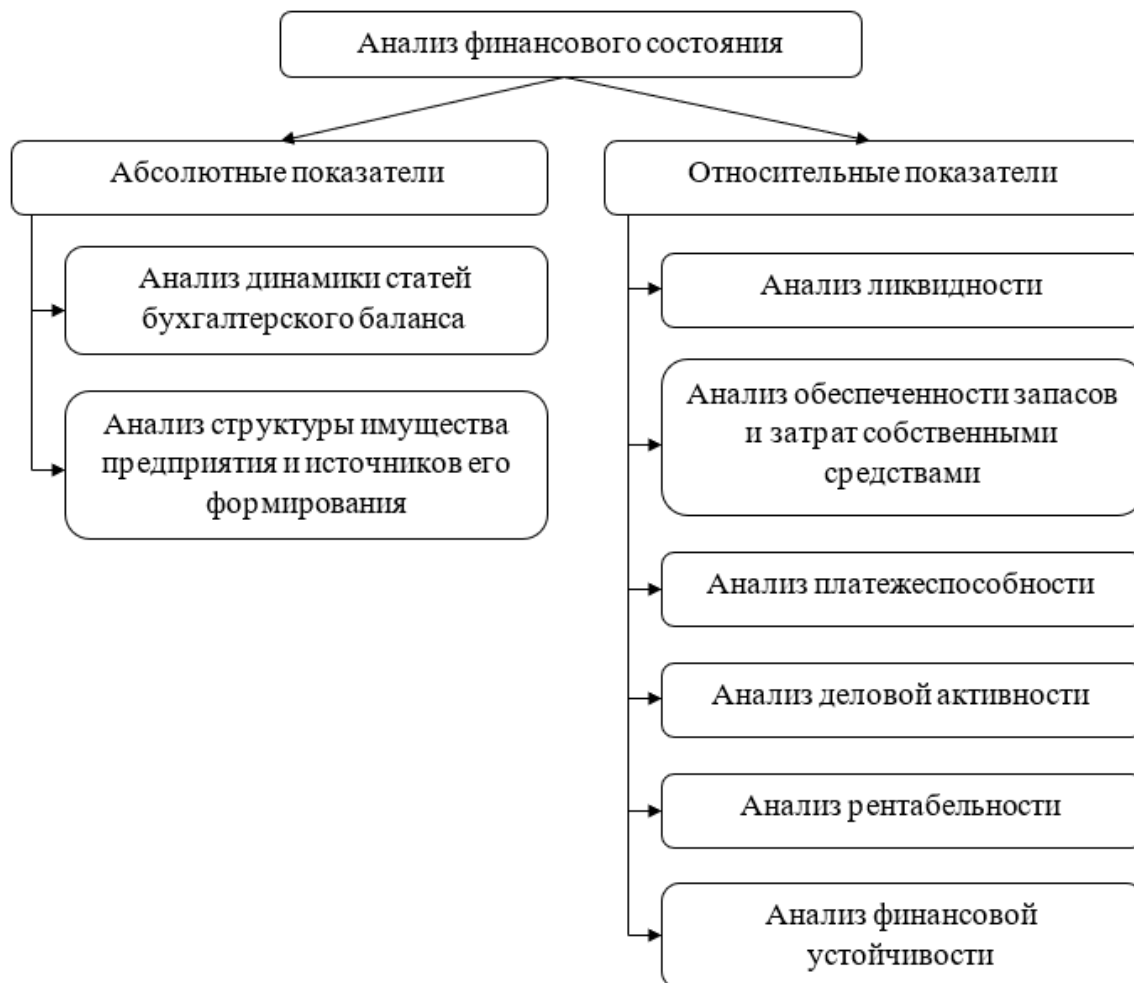 Анализ финансового состояния
Абсолютные показатели
Анализ динамики статей
бухгалтерского баланса
Анализ структуры имущества
предприятия и источников его
формирования
Относительные показатели
Анализ ликвидности
Анализ обеспеченности запасов
и затрат собственными
средствами
Анализ платежеспособности
Анализ деловой активности
Анализ рентабельности
Анализ финансовой
устойчивости